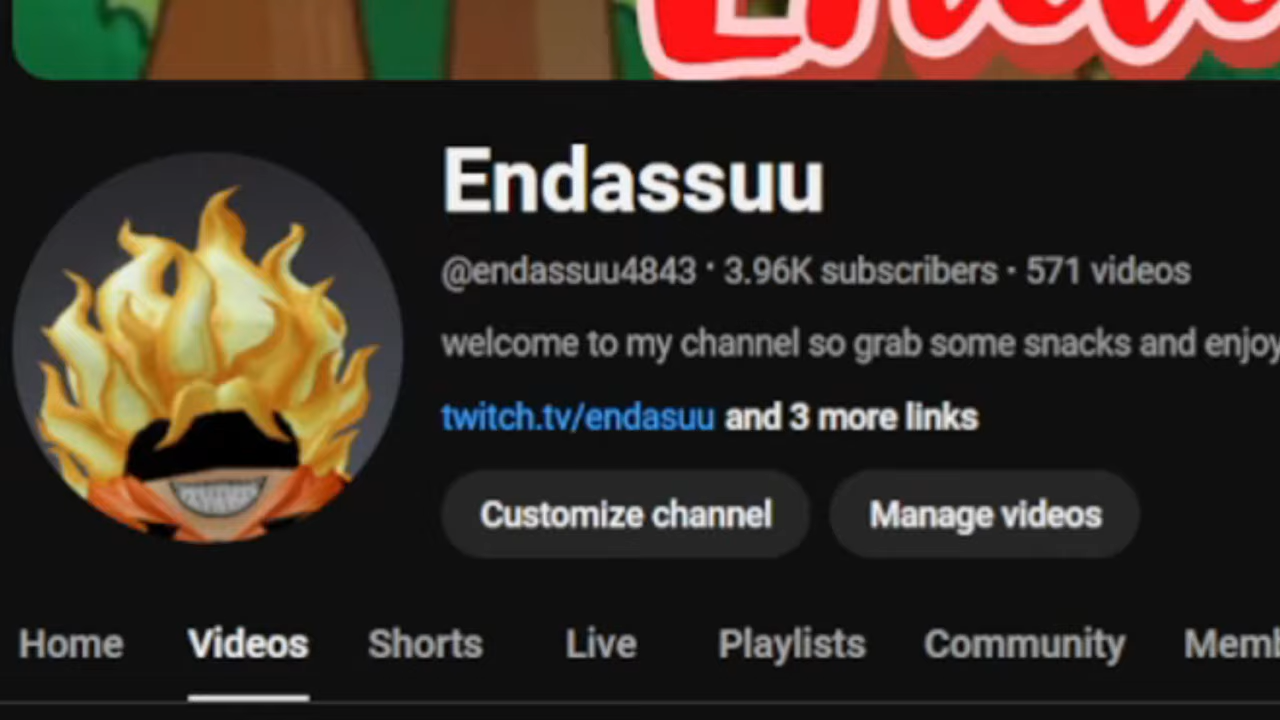 Endassuu
@endassuu4843 · 3.96K subscribers · 571 videos
welcome to my channel so grab some snacks and enjoy
twitch.tv/endasuu and 3 more links
Customize channel
Manage videos
Home
Videos
Shorts
Live
Playlists
Community